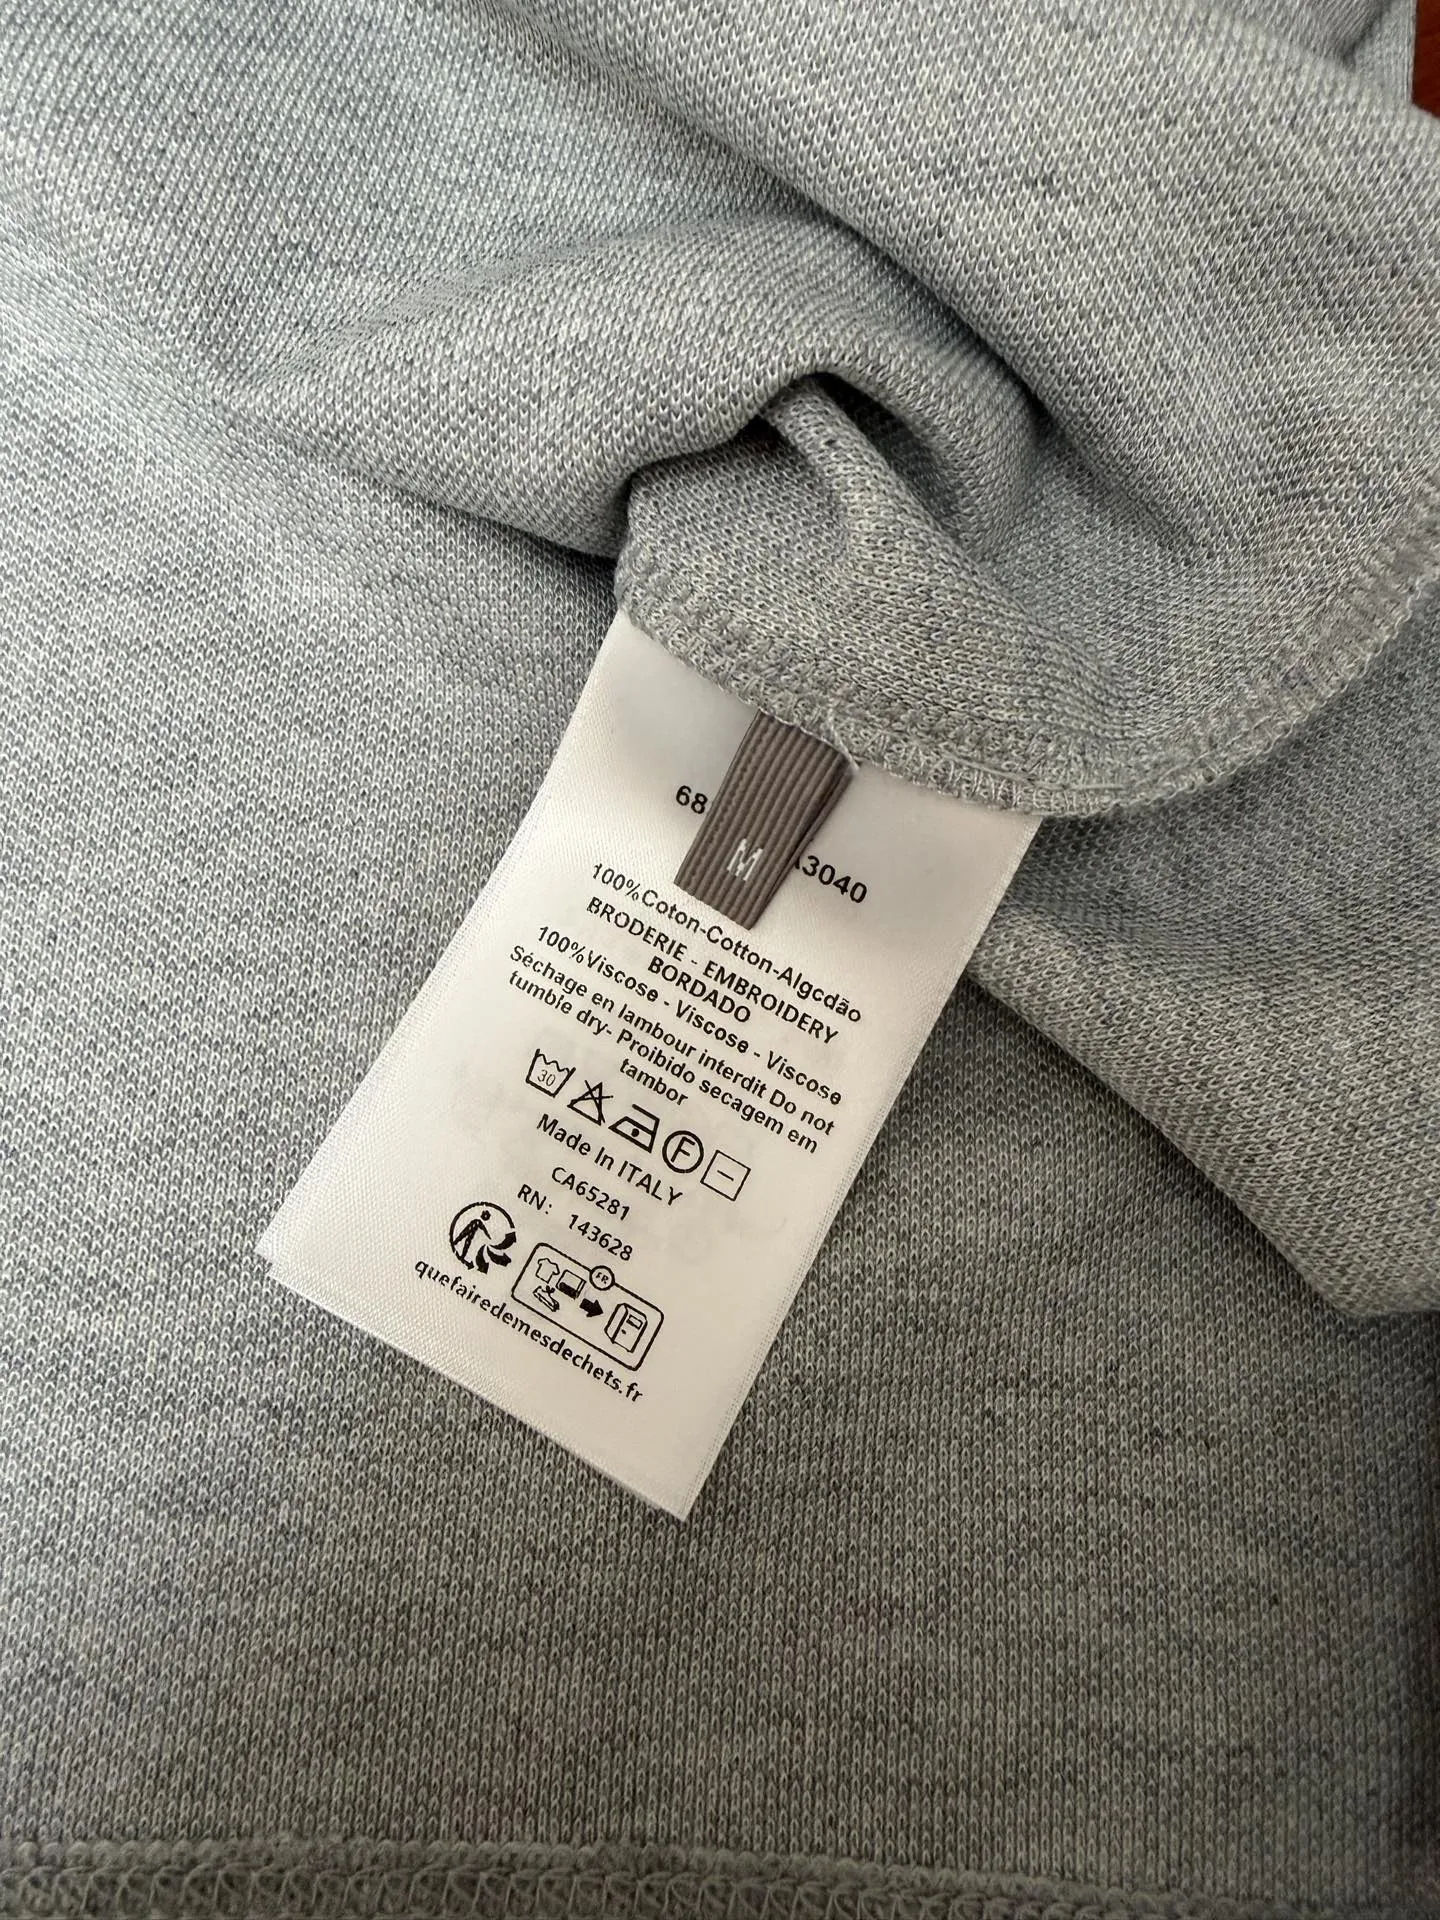 68
M
3040
100%Coton-Cotton-Algcdão
BRODERIE - EMBROIDERY
BORDADO
100%Viscose - Viscose - Viscose
Séchage en lambour interdit Do not
tumble dry- Proibido secagem em
tambor
30
F
Made In ITALY
CA65281
RN: 143628
FR
quefairedemesdechets.fr